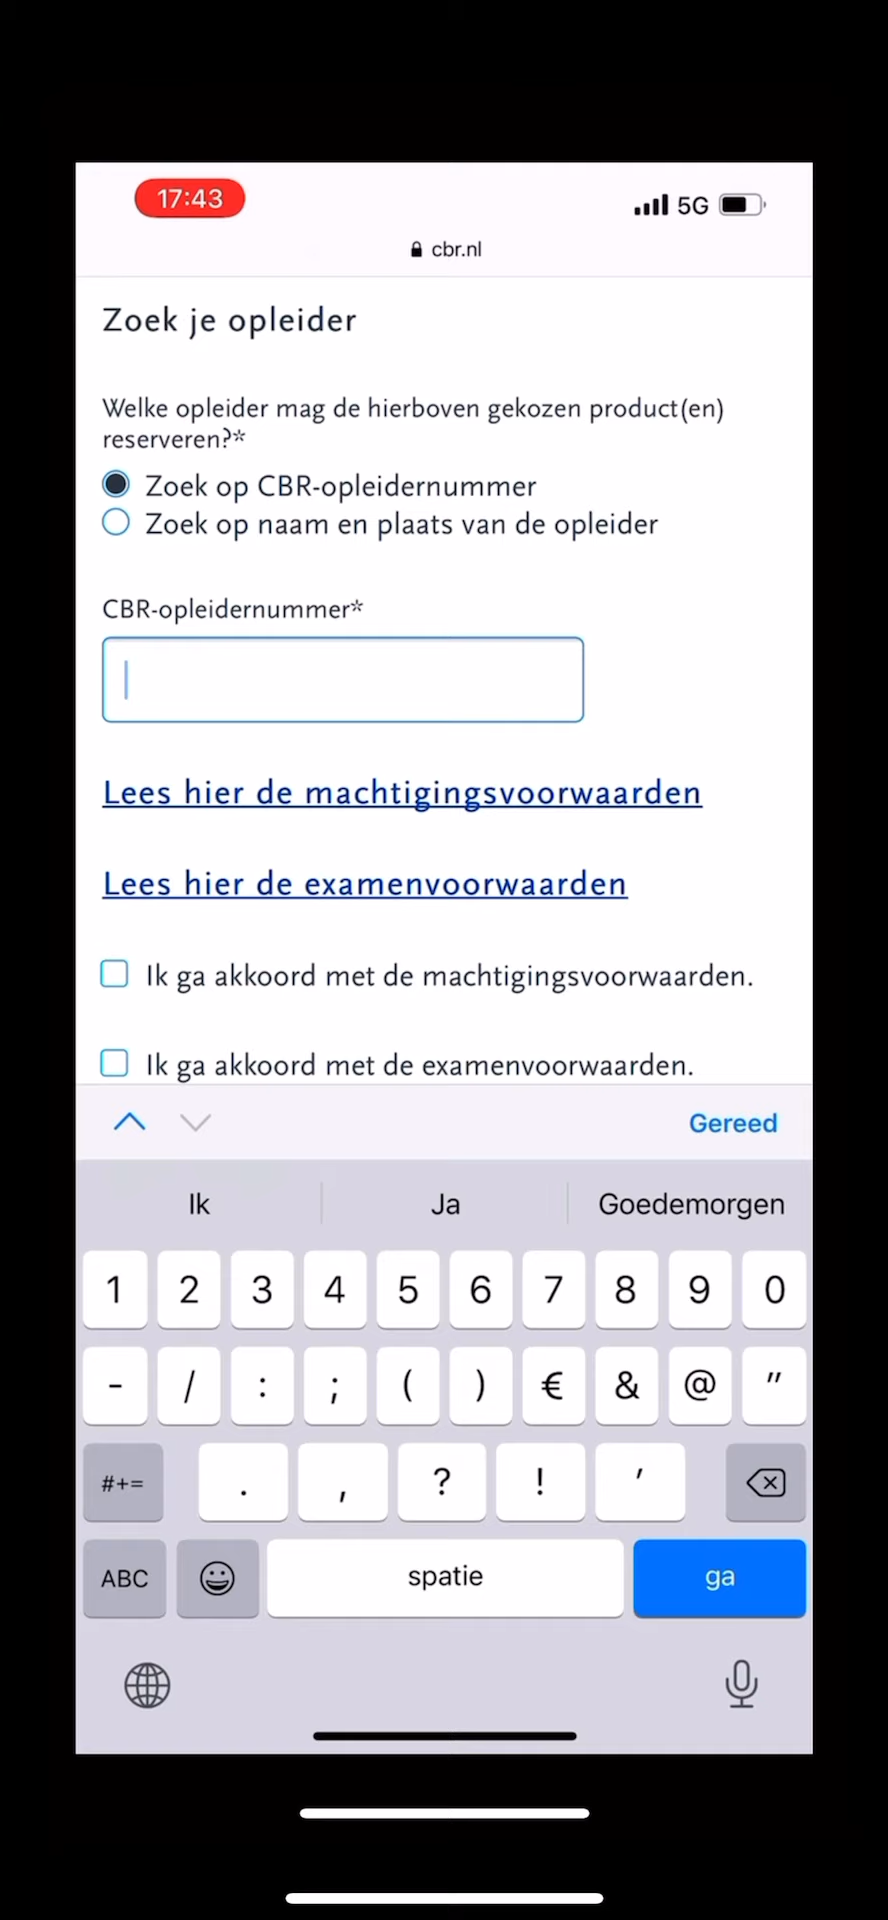 17:43
5G
cbr.nl
Zoek je opleider
Welke opleider mag de hierboven gekozen product(en)
reserveren?*
Zoek op CBR-opleidernummer
Zoek op naam en plaats van de opleider
CBR-opleidernummer*
Lees hier de machtigingsvoorwaarden
Lees hier de examenvoorwaarden
Ik ga akkoord met de machtigingsvoorwaarden.
Ik ga akkoord met de examenvoorwaarden.
Gereed
Ik Ja Goedemorgen
1 2 3 4 5 6 7 8 9 0
- / : ; ( ) € & @ "
#+= . , ? ! '
ABC spatie ga